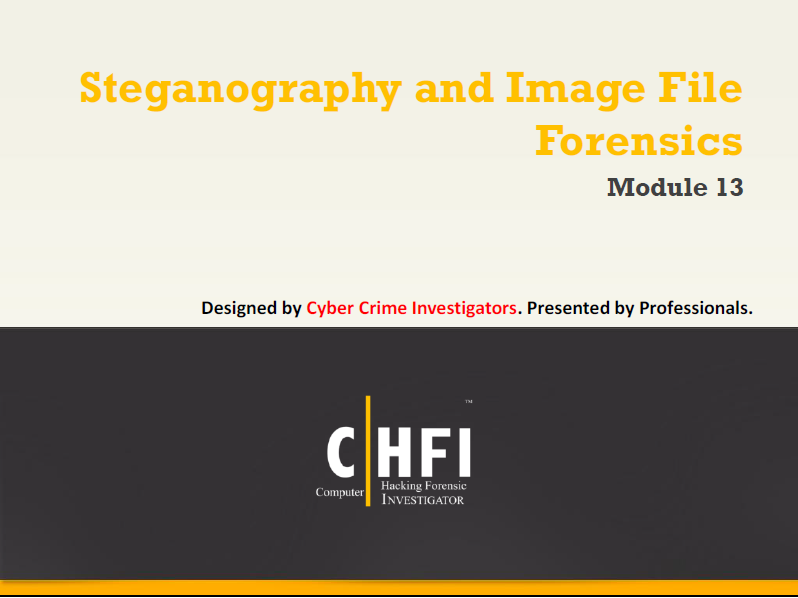 Steganography and Image File
Forensics
Module 13
Designed by Cyber Crime Investigators. Presented by Professionals.
TM
CHFI
Computer
Hacking Forensic
INVESTIGATOR